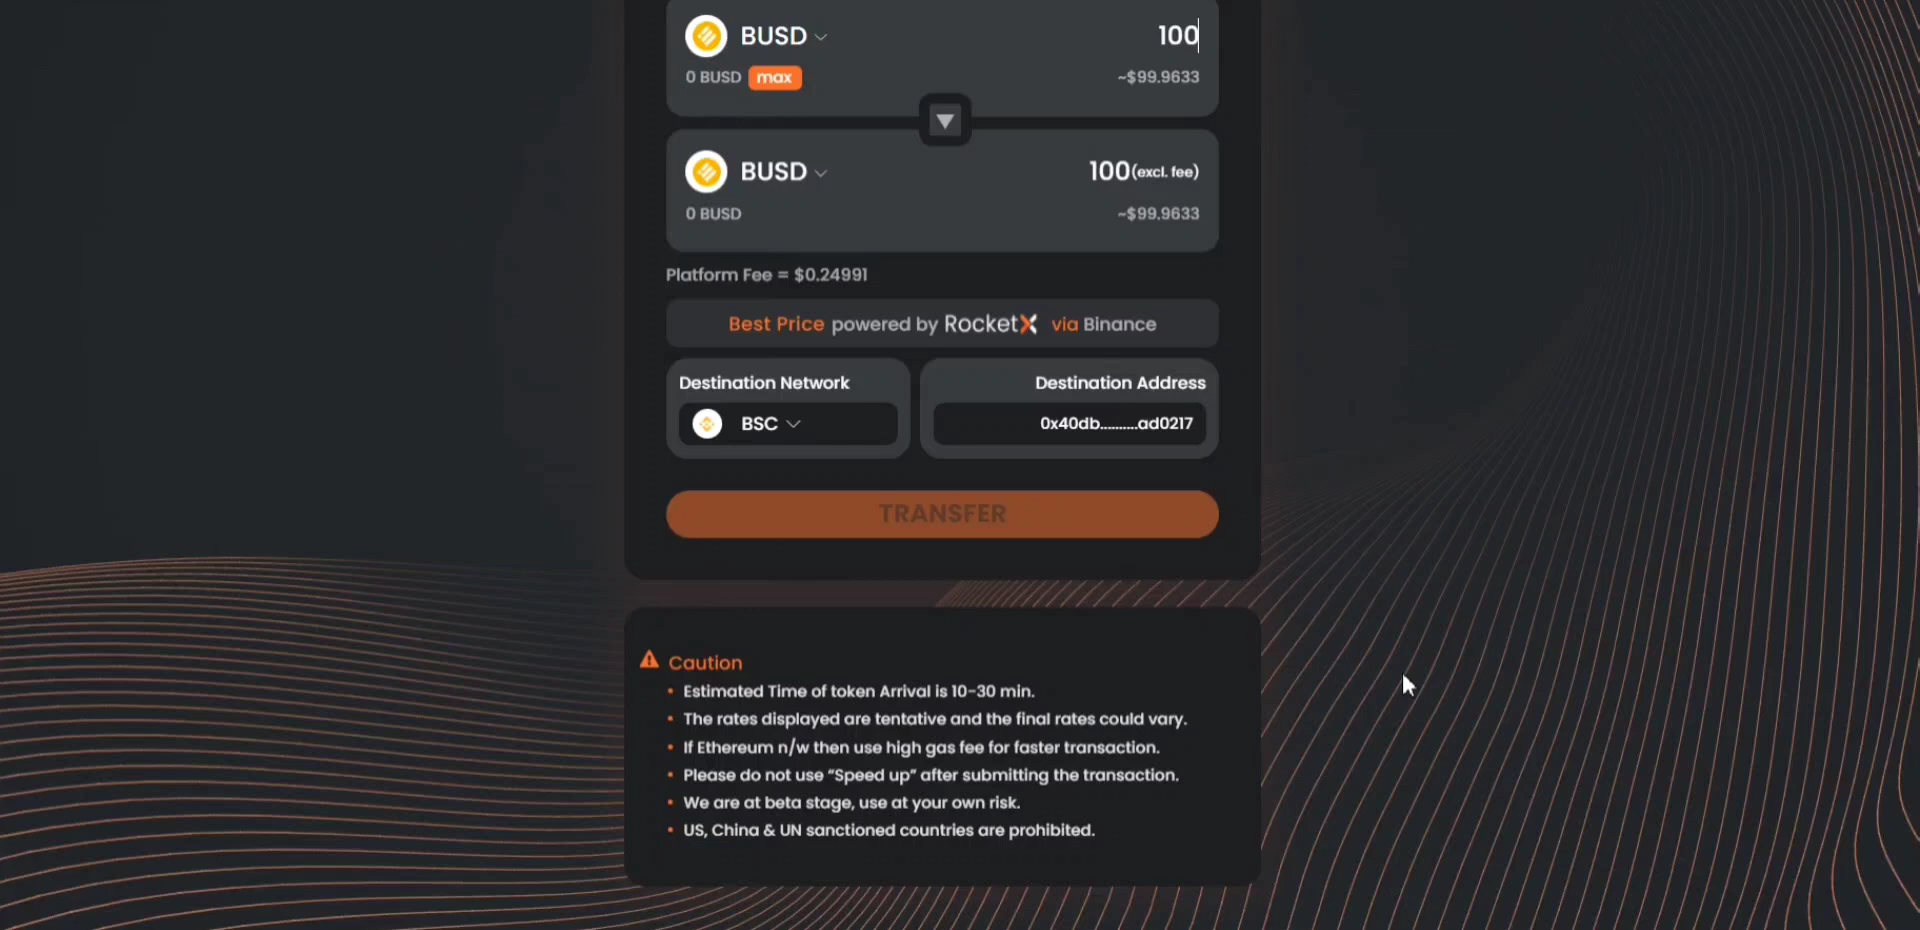 BUSD 100
0 BUSD max ~$99.9633
BUSD 100(excl. fee)
0 BUSD ~$99.9633
Platform Fee = $0.24991
Best Price powered by RocketX via Binance
Destination Network Destination Address
BSC 0x40db..........ad0217
TRANSFER
Caution
• Estimated Time of token Arrival is 10-30 min.
• The rates displayed are tentative and the final rates could vary.
• If Ethereum n/w then use high gas fee for faster transaction.
• Please do not use “Speed up” after submitting the transaction.
• We are at beta stage, use at your own risk.
• US, China & UN sanctioned countries are prohibited.